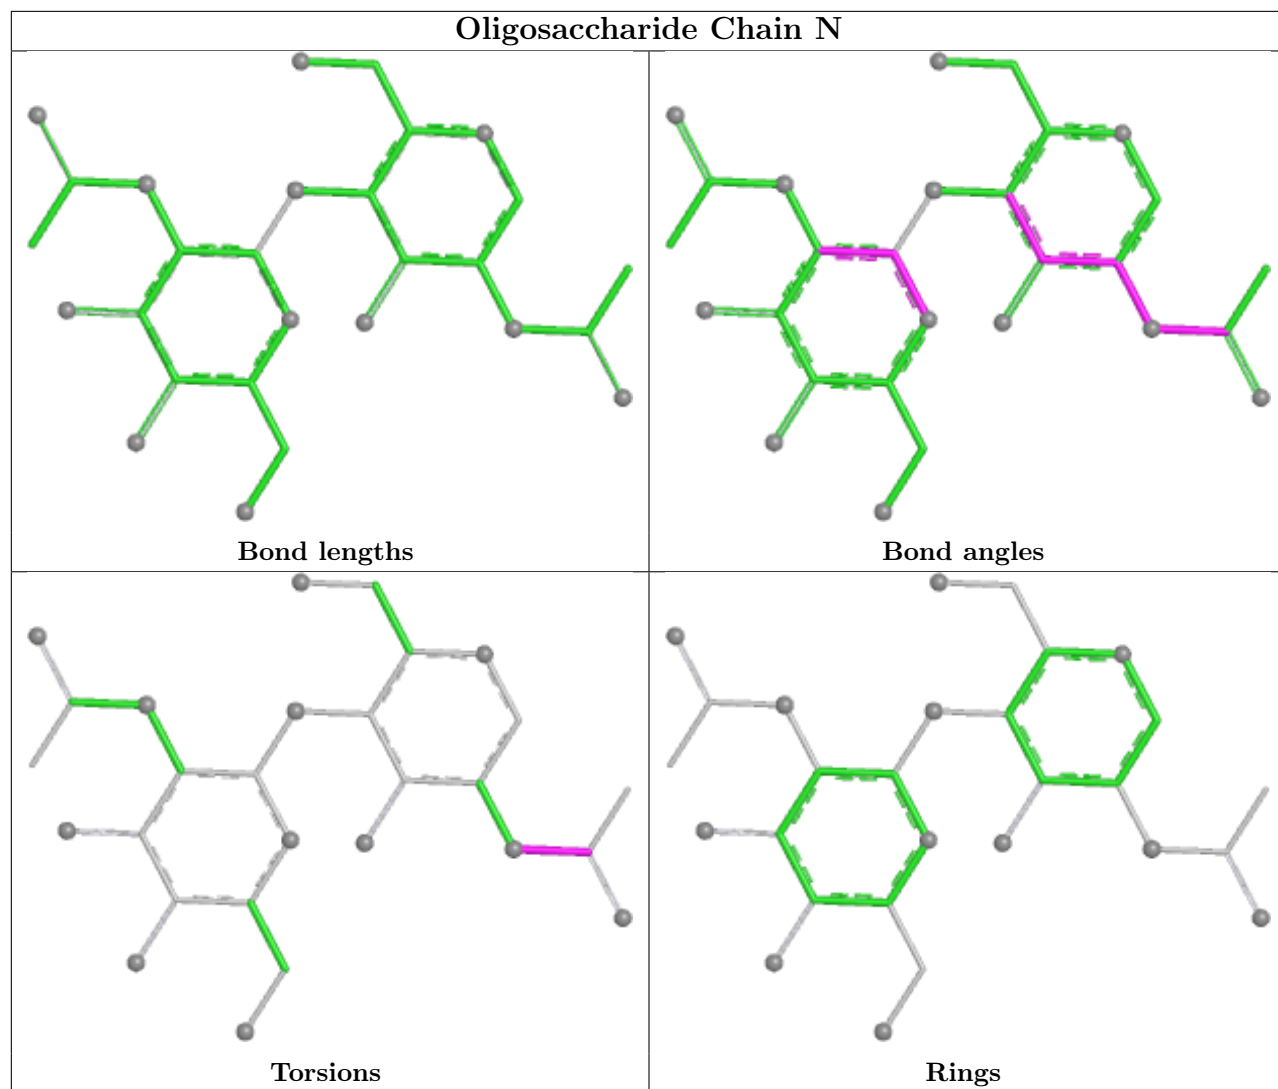 Oligosaccharide Chain N
Bond lengths
Bond angles
Torsions
Rings